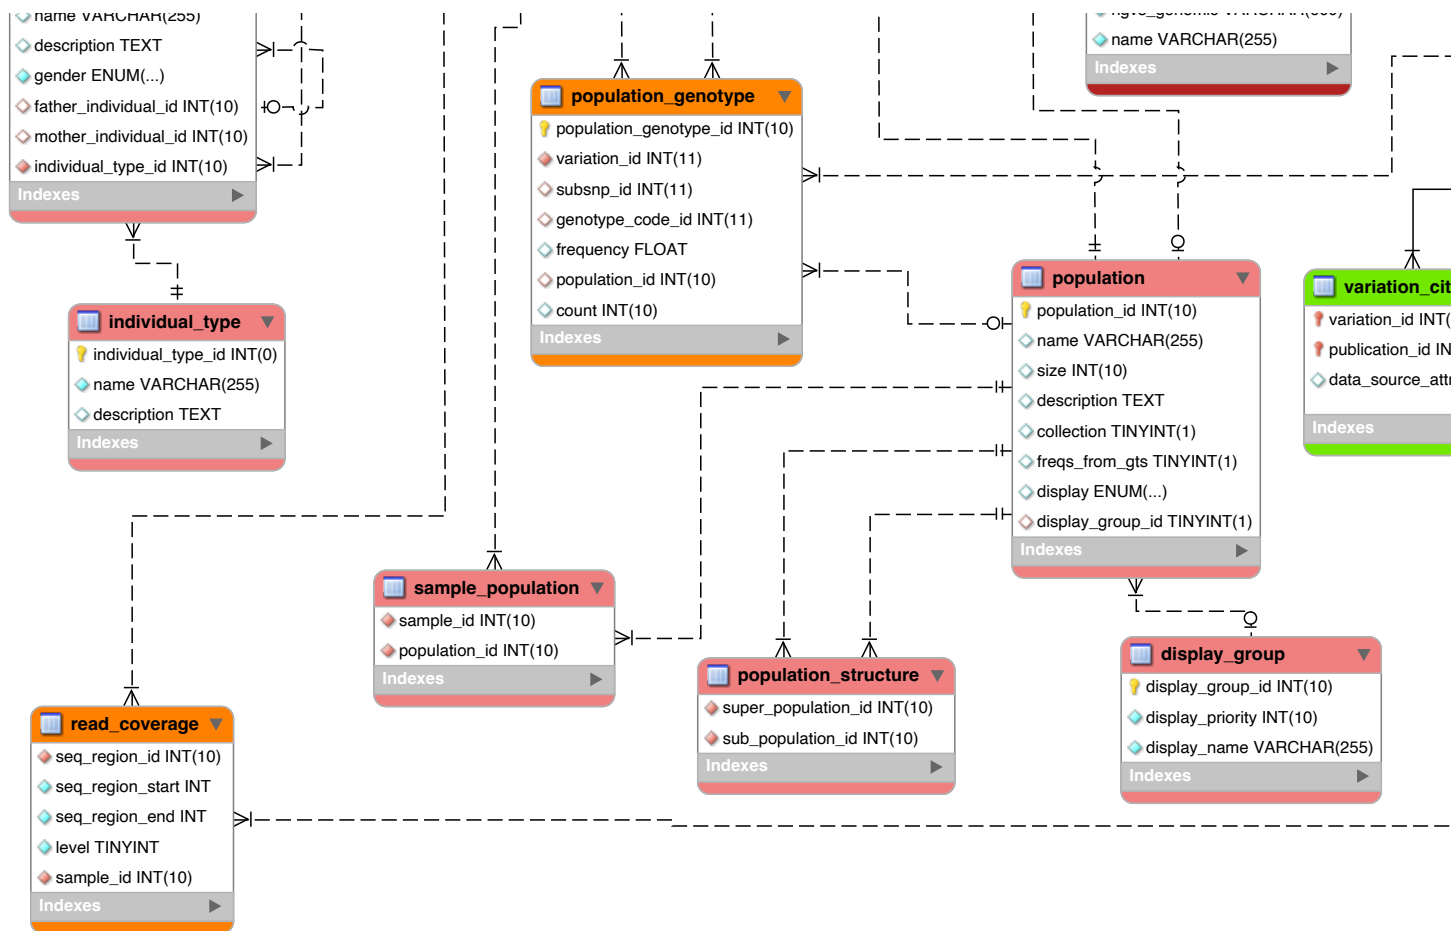 name VARCHAR(255)
description TEXT
gender ENUM(...)
father_individual_id INT(10)
mother_individual_id INT(10)
individual_type_id INT(10)
Indexes
individual_type
individual_type_id INT(0)
name VARCHAR(255)
description TEXT
Indexes
population_genotype
population_genotype_id INT(10)
variation_id INT(11)
subsnp_id INT(11)
genotype_code_id INT(11)
frequency FLOAT
population_id INT(10)
count INT(10)
Indexes
name VARCHAR(255)
Indexes
population
population_id INT(10)
name VARCHAR(255)
size INT(10)
description TEXT
collection TINYINT(1)
freqs_from_gts TINYINT(1)
display ENUM(...)
display_group_id TINYINT(1)
Indexes
variation_cit
variation_id INT(
publication_id IN
data_source_attr
Indexes
sample_population
sample_id INT(10)
population_id INT(10)
Indexes
population_structure
super_population_id INT(10)
sub_population_id INT(10)
Indexes
display_group
display_group_id INT(10)
display_priority INT(10)
display_name VARCHAR(255)
Indexes
read_coverage
seq_region_id INT(10)
seq_region_start INT
seq_region_end INT
level TINYINT
sample_id INT(10)
Indexes